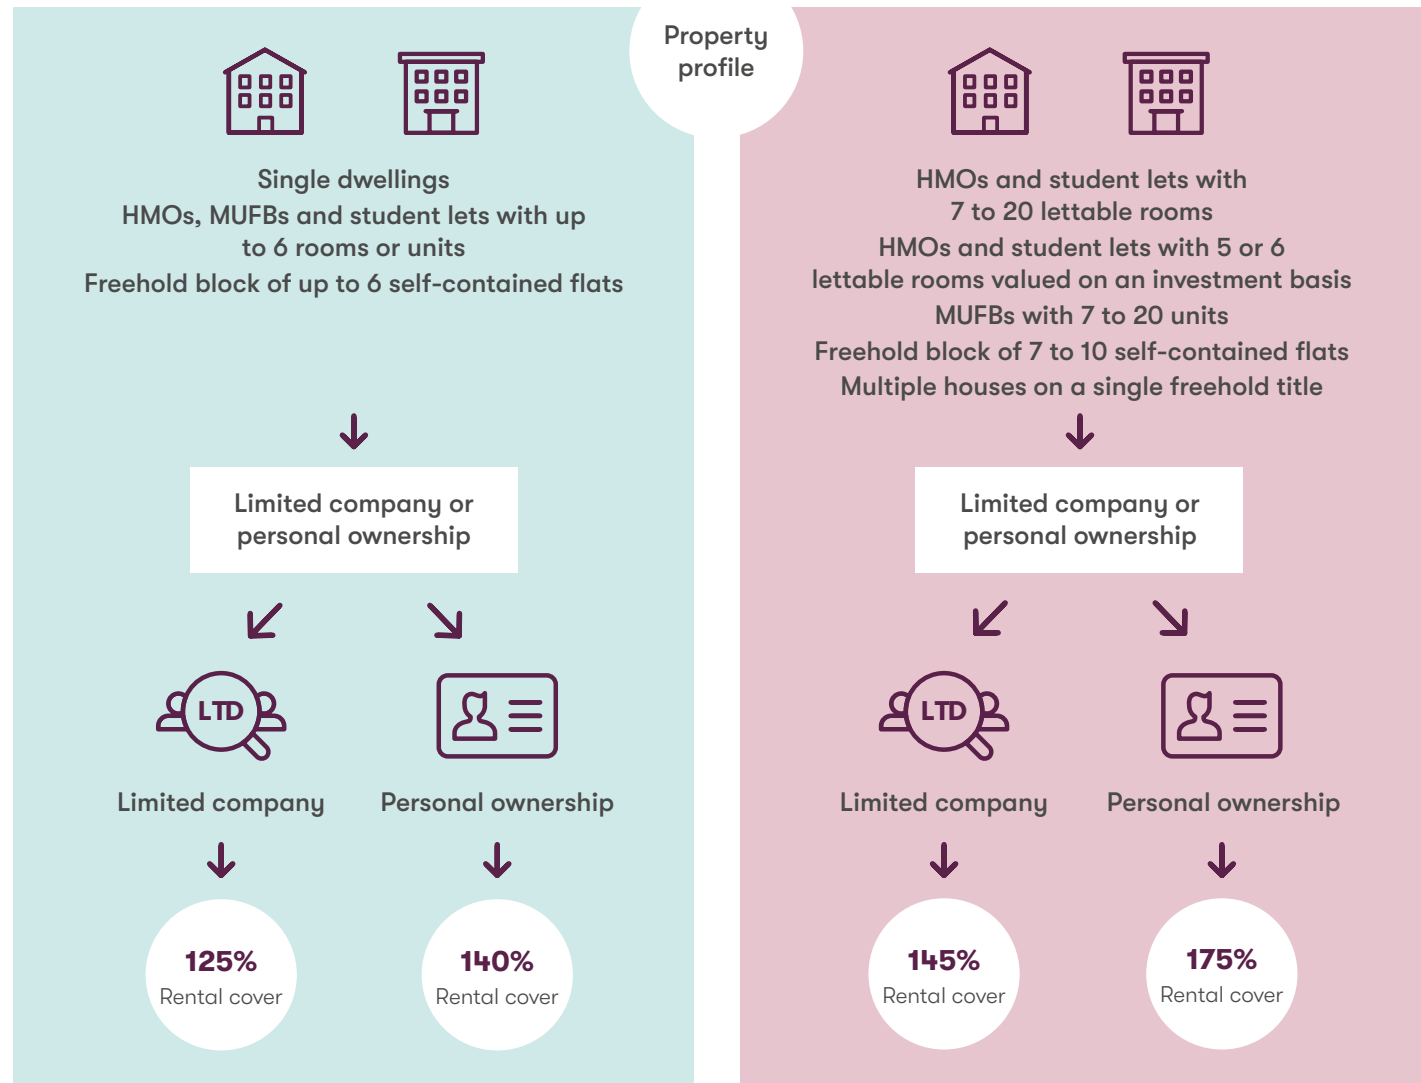 Property
profile
Single dwellings
HMOs, MUFBs and student lets with up
to 6 rooms or units
Freehold block of up to 6 self-contained flats
Limited company or
personal ownership
LTD
Limited company
Personal ownership
125%
Rental cover
140%
Rental cover
HMOs and student lets with
7 to 20 lettable rooms
HMOs and student lets with 5 or 6
lettable rooms valued on an investment basis
MUFBs with 7 to 20 units
Freehold block of 7 to 10 self-contained flats
Multiple houses on a single freehold title
Limited company or
personal ownership
LTD
Limited company
Personal ownership
145%
Rental cover
175%
Rental cover